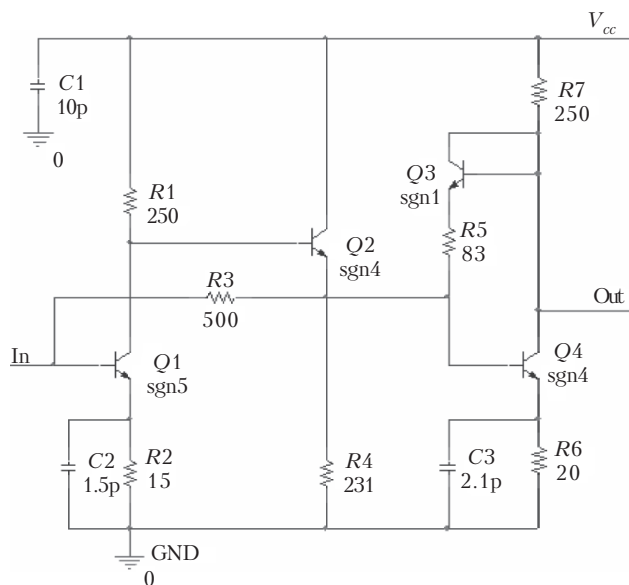 Vcc
C1
10p
0
R7
250
Q3
sgn1
R1
250
Q2
sgn4
R5
83
R3
500
Out
In
Q1
sgn5
Q4
sgn4
C2
1.5p
R2
15
R4
231
C3
2.1p
R6
20
GND
0